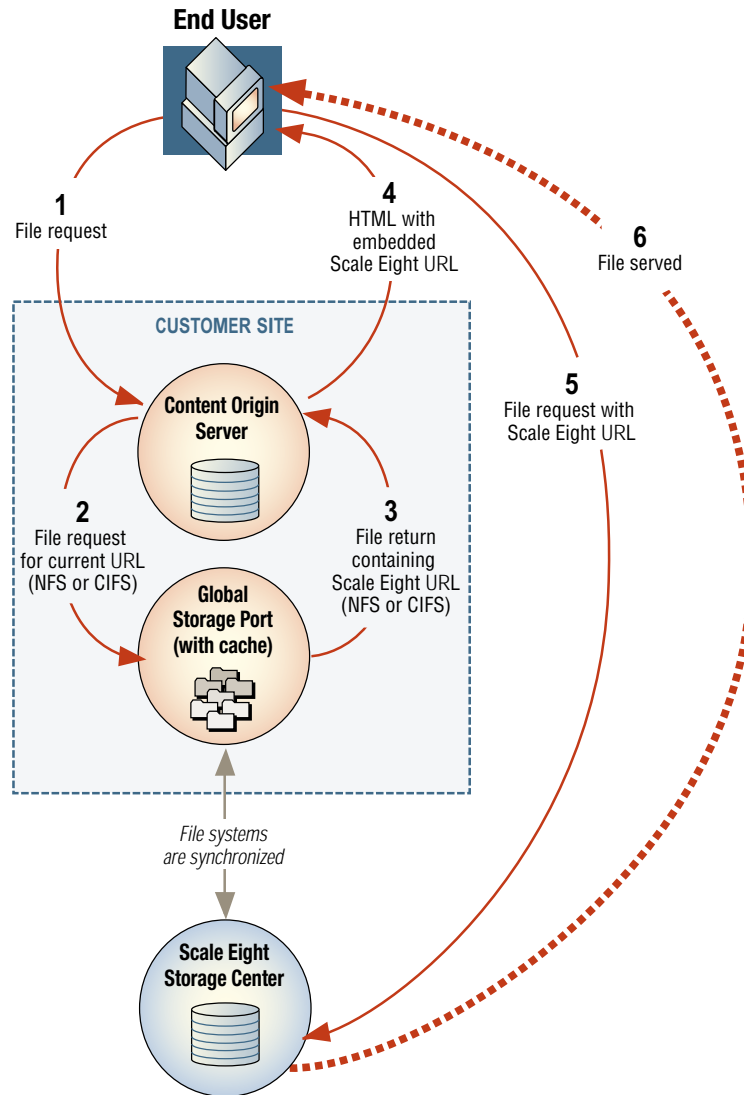 End User
1
File request
4
HTML with
embedded
Scale Eight URL
6
File served
CUSTOMER SITE
5
File request with
Scale Eight URL
Content Origin
Server
2
File request
for current URL
(NFS or CIFS)
3
File return
containing
Scale Eight URL
(NFS or CIFS)
Global
Storage Port
(with cache)
File systems
are synchronized
Scale Eight
Storage Center